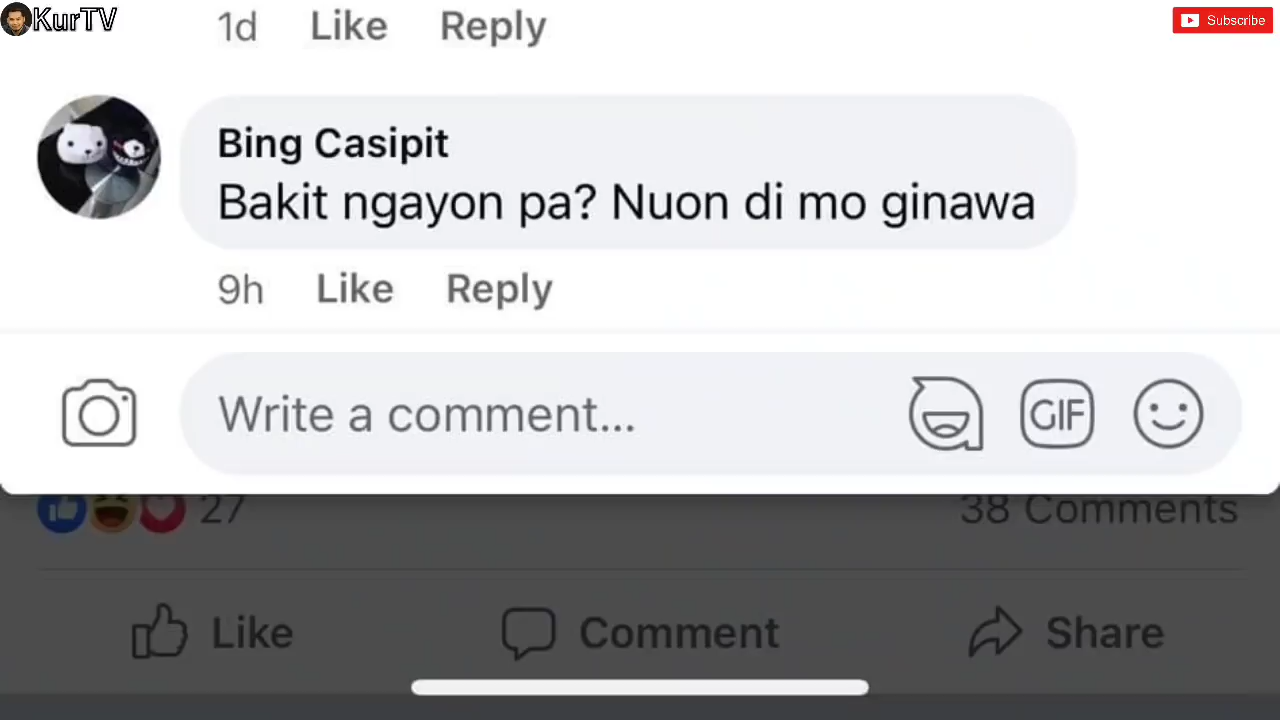 KurTV
Subscribe
1d Like Reply
Bing Casipit
Bakit ngayon pa? Nuon di mo ginawa
9h Like Reply
Write a comment...
GIF
27 38 Comments
Like Comment Share